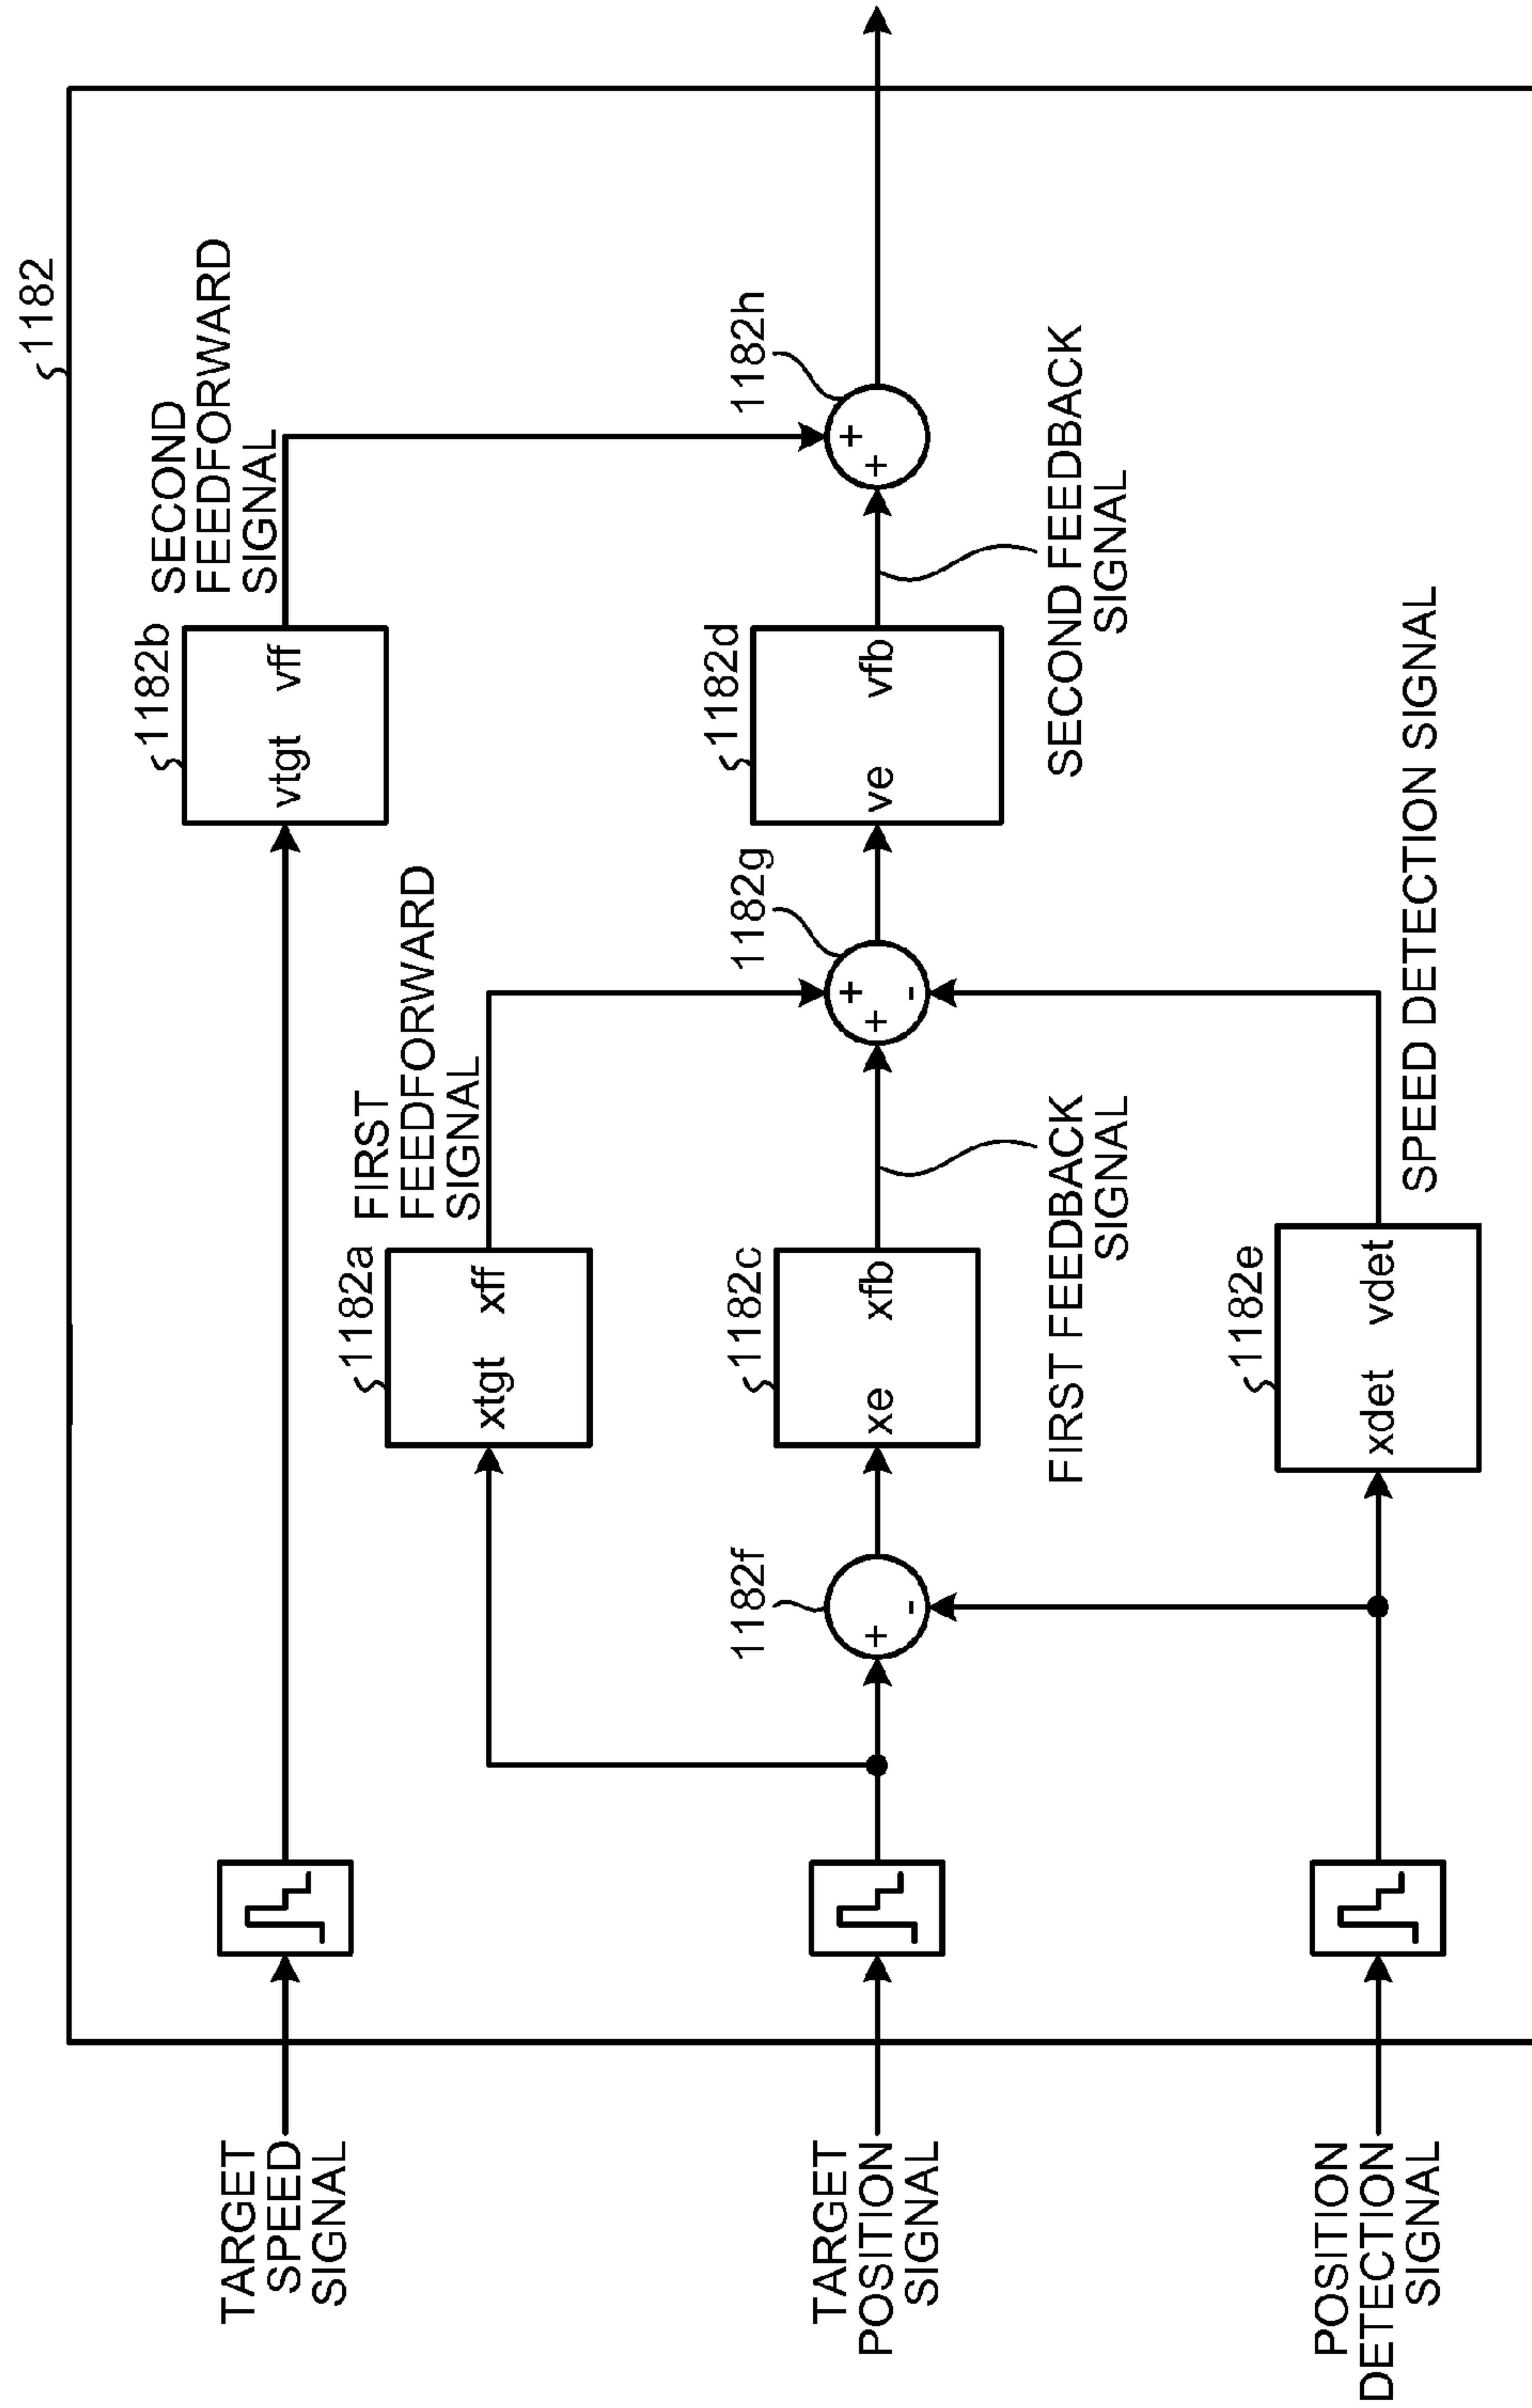 1182
TARGET
SPEED
SIGNAL
1182b
vtgt vff
SECOND
FEEDFORWARD
SIGNAL
1182a
xtgt xff
FIRST
FEEDFORWARD
SIGNAL
TARGET
POSITION
SIGNAL
1182f
+
-
1182c
xe xfb
FIRST FEEDBACK
SIGNAL
1182g
+
+
-
1182d
ve vfb
SECOND FEEDBACK
SIGNAL
1182h
+
+
POSITION
DETECTION
SIGNAL
1182e
xdet vdet
SPEED DETECTION SIGNAL